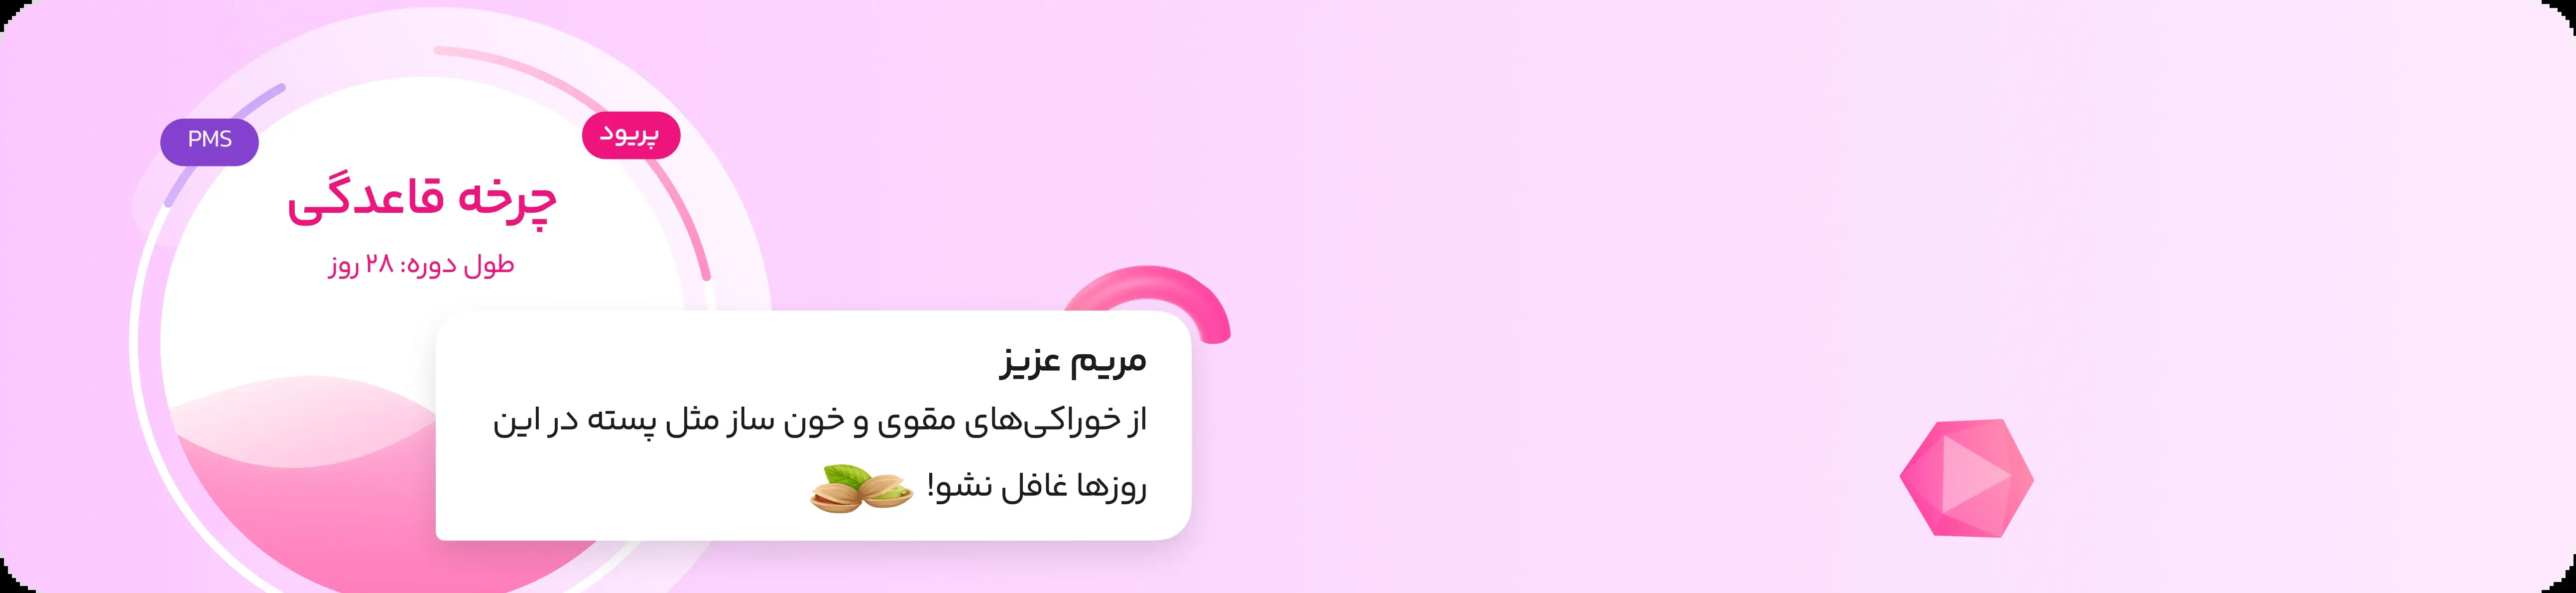 پریود
PMS
چرخه قاعدگی
طول دوره: ۲۸ روز
مریم عزیز
از خوراکی‌های مقوی و خون ساز مثل پسته در این
روزها غافل نشو!